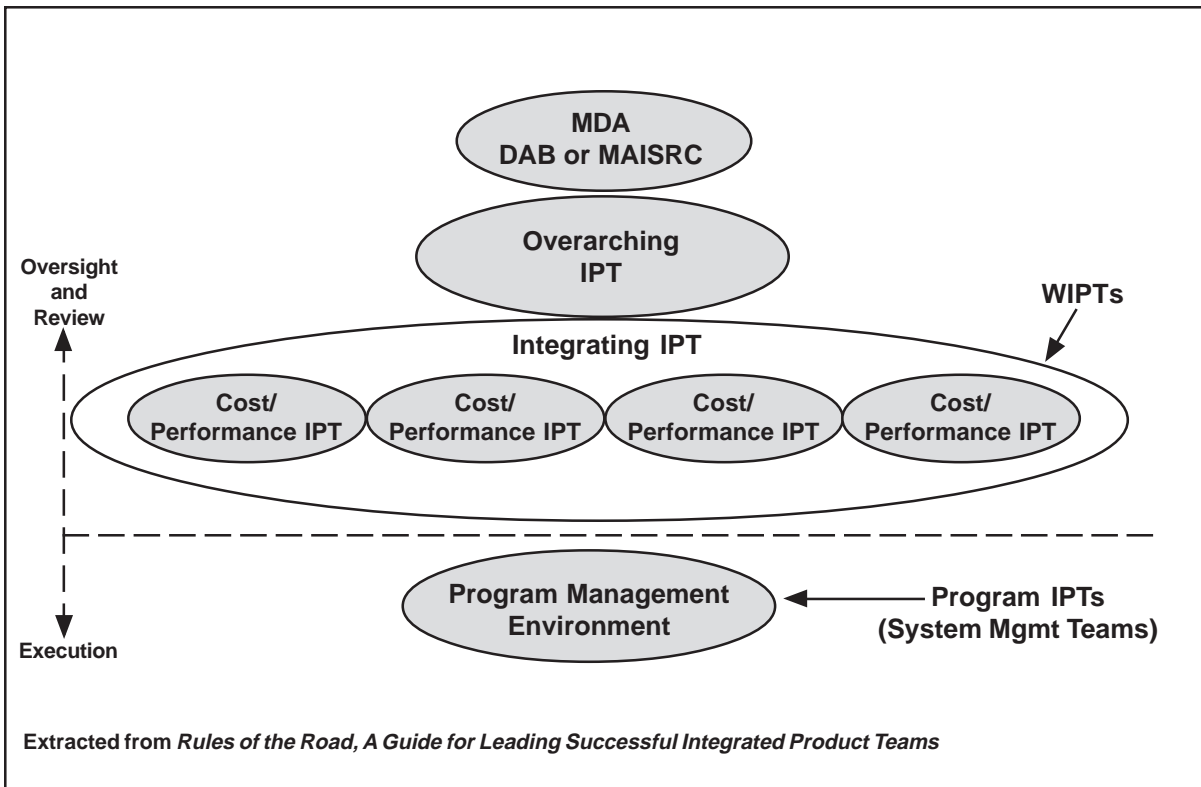 MDA
DAB or MAISRC
Overarching
IPT
Oversight
and
Review
WIPTs
Integrating IPT
Cost/
Performance IPT
Cost/
Performance IPT
Cost/
Performance IPT
Cost/
Performance IPT
Program Management
Environment
Program IPTs
(System Mgmt Teams)
Execution
Extracted from Rules of the Road, A Guide for Leading Successful Integrated Product Teams